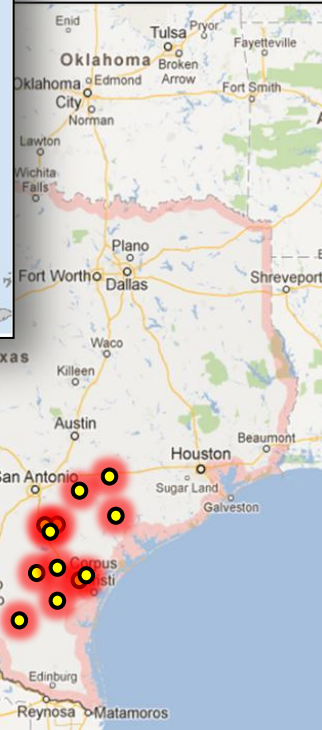 Enid
Pryor
Tulsa
Fayetteville
Oklahoma
Broken
Arrow
Edmond
Oklahoma
City
Fort Smith
Norman
Lawton
Wichita
Falls
Plano
Fort Worth
Dallas
Shreveport
Waco
xas
Killeen
Austin
Beaumont
Houston
San Antonio
Sugar Land
Galveston
Corpus
sti
Edinburg
Reynosa
Matamoros